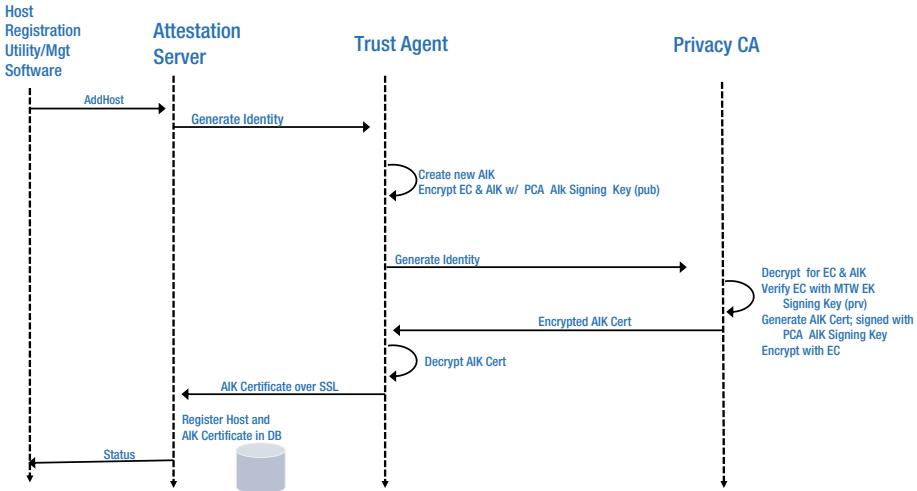 Host
Registration
Utility/Mgt
Software
Attestation
Server
Trust Agent
Privacy CA
AddHost
Generate Identity
Create new AIK
Encrypt EC & AIK w/ PCA AIk Signing Key (pub)
Generate Identity
Decrypt for EC & AIK
Verify EC with MTW EK
Signing Key (prv)
Generate AIK Cert; signed with
PCA AIK Signing Key
Encrypt with EC
Encrypted AIK Cert
Decrypt AIK Cert
AIK Certificate over SSL
Register Host and
AIK Certificate in DB
Status